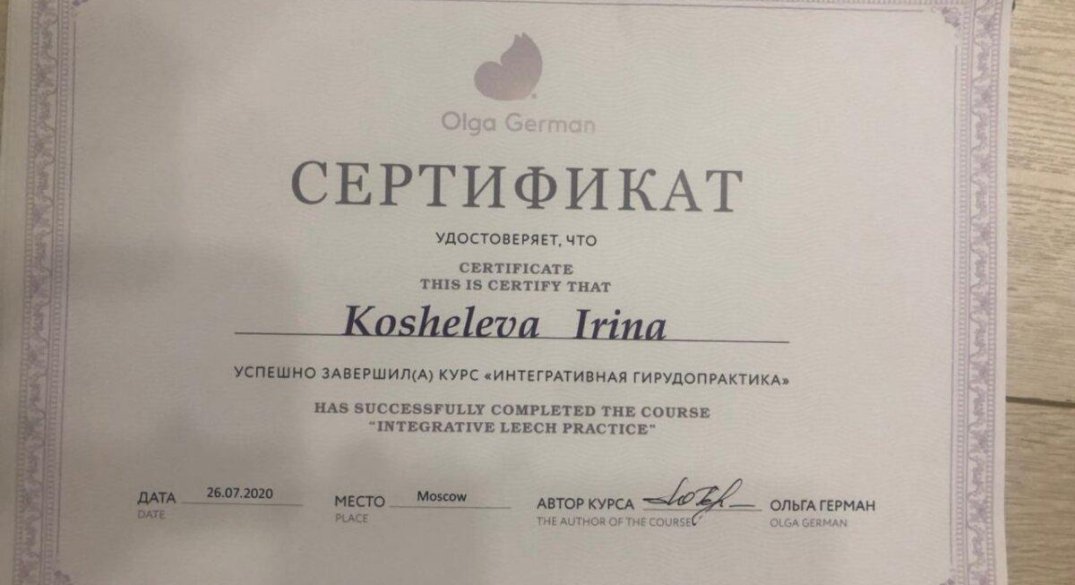 Olga German
СЕРТИФИКАТ
УДОСТОВЕРЯЕТ, ЧТО
CERTIFICATE
THIS IS CERTIFY THAT
Kosheleva Irina
УСПЕШНО ЗАВЕРШИЛ(А) КУРС «ИНТЕГРАТИВНАЯ ГИРУДОПРАКТИКА»
HAS SUCCESSFULLY COMPLETED THE COURSE
"INTEGRATIVE LEECH PRACTICE"
ДАТА 26.07.2020 МЕСТО Moscow АВТОР КУРСА ОЛЬГА ГЕРМАН
DATE PLACE THE AUTHOR OF THE COURSE OLGA GERMAN